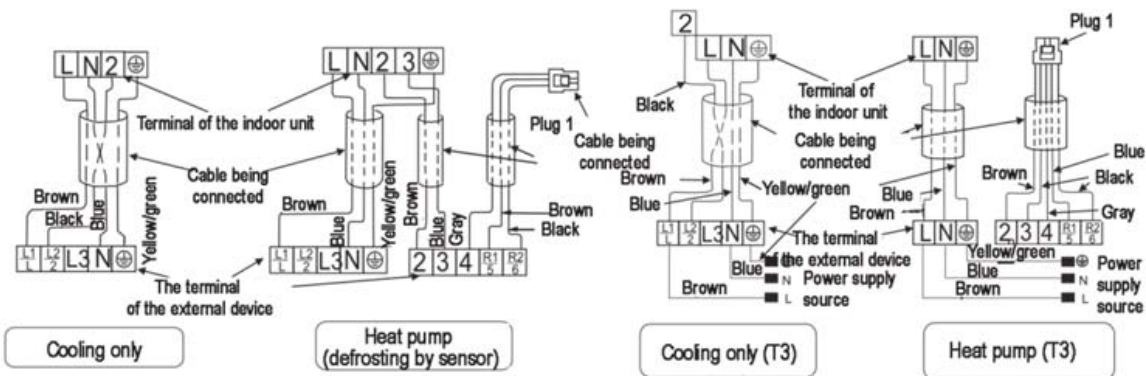 L N 2
Terminal of the indoor unit
Cable being
connected
Brown
Black
Blue
Yellow/green
L1 L
L2 2
L3 N
The terminal
of the external device
Cooling only
L N 2 3
Plug 1
Brown
Blue
Yellow/green
Brown
Blue
Gray
Brown
Black
L1 L
L2 2
L3 N
2 3 4
R1 5
R2 6
Heat pump
(defrosting by sensor)
Cable being
connected
2
L N
Black
Terminal of
the indoor unit
Cable being
connected
Brown
Blue
Yellow/green
L1 L
L2 2
L3 N
The terminal
of the external device
Blue
Brown
N
L
Power supply
source
Cooling only (T3)
L N
Plug 1
Blue
Brown
Brown
Blue
Black
Gray
L N
2 3 4
R1 5
R2 6
Yellow/green
Blue
Brown
N
L
Power
supply
source
Heat pump (T3)